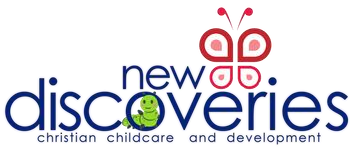 new
discoveries
christian childcare and development